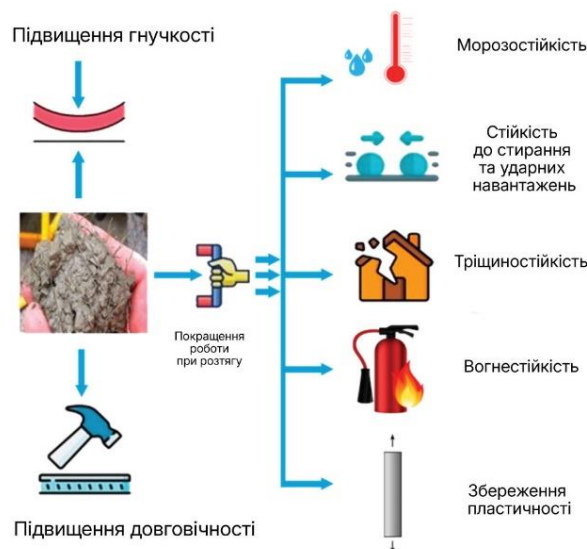 Підвищення гнучкості
Морозостійкість
Стійкість
до стирання
та ударних
навантажень
Тріщиностійкість
Покращення
роботи
при розтягу
Вогнестійкість
Збереження
пластичності
Підвищення довговічності